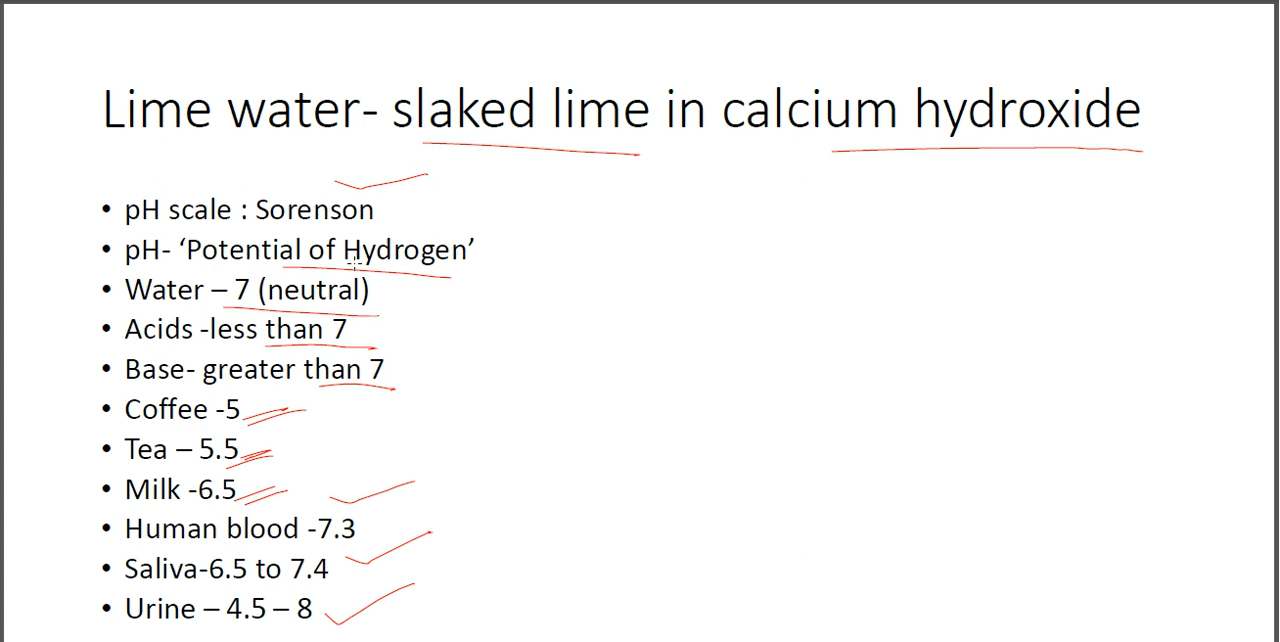 Lime water- slaked lime in calcium hydroxide
• pH scale : Sorenson
• pH- ‘Potential of Hydrogen’
• Water – 7 (neutral)
• Acids -less than 7
• Base- greater than 7
• Coffee -5
• Tea – 5.5
• Milk -6.5
• Human blood -7.3
• Saliva-6.5 to 7.4
• Urine – 4.5 – 8